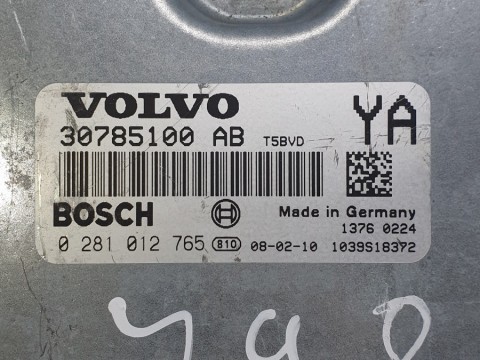 VOLVO YA
30785100 AB T5BVD
BOSCH Made in Germany
1376 0224
0 281 012 765 810 08-02-10 1039S18372